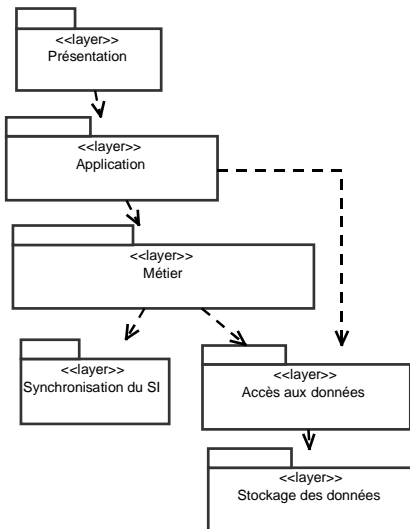 <<layer>>
Présentation
<<layer>>
Application
<<layer>>
Métier
<<layer>>
Synchronisation du SI
<<layer>>
Accès aux données
<<layer>>
Stockage des données